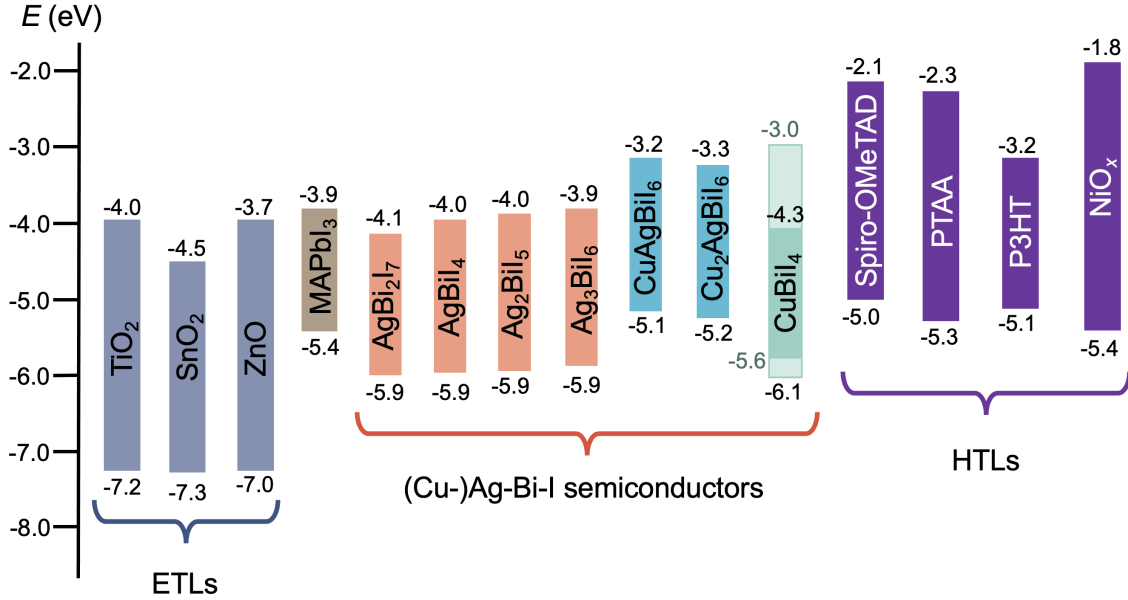 E (eV)
-2.0
-3.0
-4.0
-5.0
-6.0
-7.0
-8.0
-4.0
TiO₂
-7.2
-4.5
SnO₂
-7.3
-3.7
ZnO
-7.0
ETLs
-3.9
MAPbI₃
-5.4
-4.1
AgBi₂I₇
-5.9
-4.0
AgBiI₄
-5.9
-4.0
Ag₂BiI₅
-5.9
-3.9
Ag₃BiI₆
-5.9
-3.2
CuAgBiI₆
-5.1
-3.3
Cu₂AgBiI₆
-5.2
-3.0
-4.3
CuBiI₄
-5.6
-6.1
(Cu-)Ag-Bi-I semiconductors
-2.1
Spiro-OMeTAD
-5.0
-2.3
PTAA
-5.3
-3.2
P3HT
-5.1
-1.8
NiOₓ
-5.4
HTLs